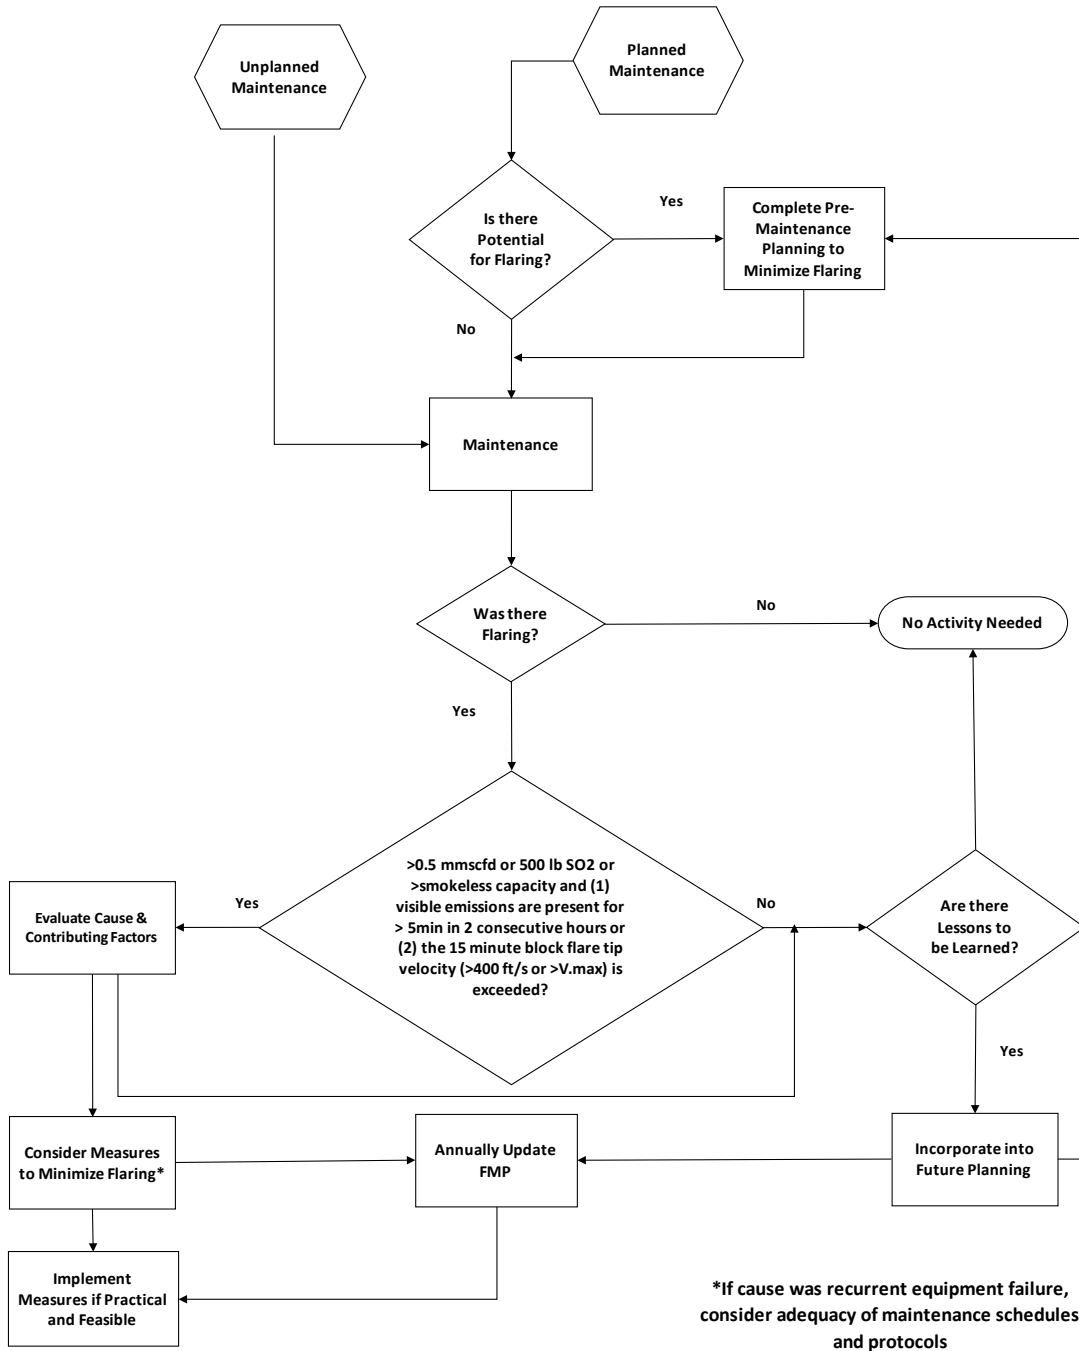 Unplanned
Maintenance
Planned
Maintenance
Is there
Potential
for Flaring?
Yes
Complete Pre-
Maintenance
Planning to
Minimize Flaring
No
Maintenance
Was there
Flaring?
No
No Activity Needed
Yes
>0.5 mmscfd or 500 lb SO2 or
>smokeless capacity and (1)
visible emissions are present for
> 5min in 2 consecutive hours or
(2) the 15 minute block flare tip
velocity (>400 ft/s or >V.max) is
exceeded?
Yes
Evaluate Cause &
Contributing Factors
No
Are there
Lessons to
be Learned?
Yes
Consider Measures
to Minimize Flaring*
Annually Update
FMP
Incorporate into
Future Planning
Implement
Measures if Practical
and Feasible
*If cause was recurrent equipment failure,
consider adequacy of maintenance schedules
and protocols